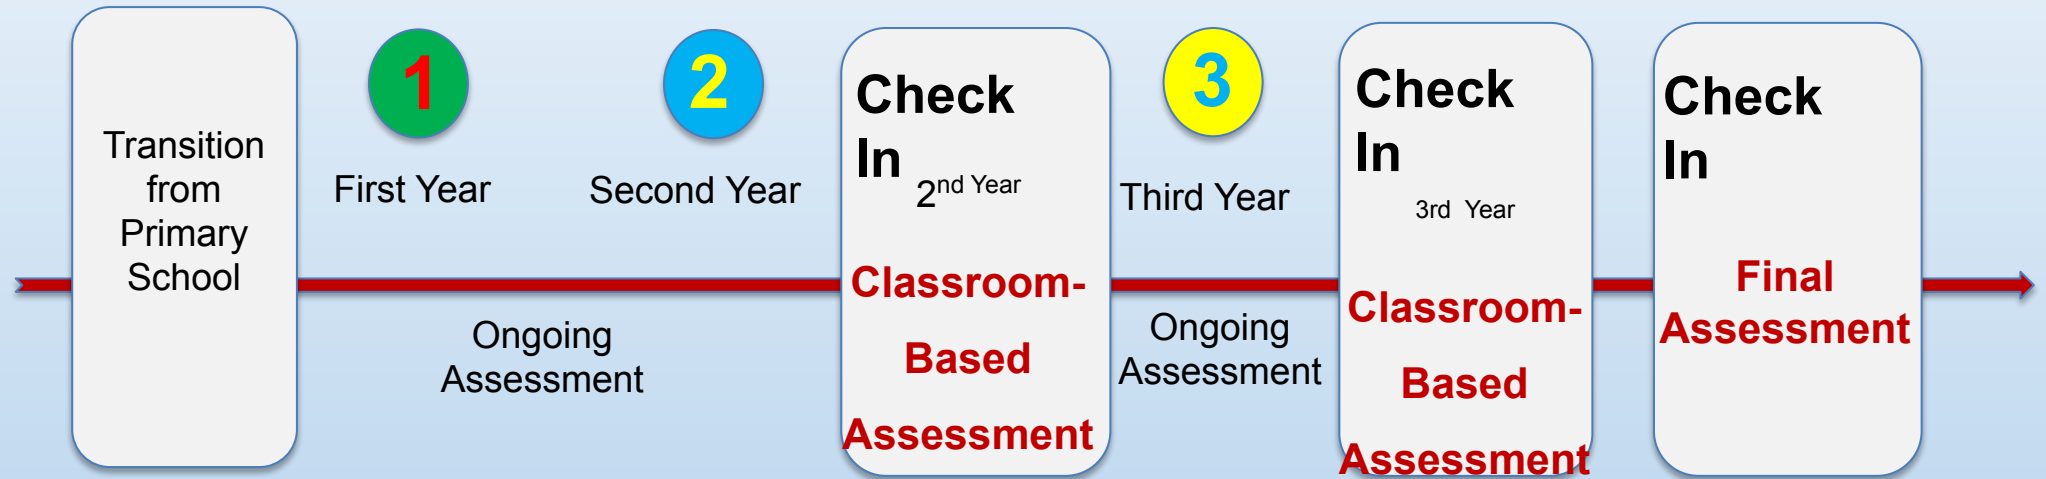 Transition
from
Primary
School
1
First Year
2
Second Year
Ongoing
Assessment
Check
In
2nd Year
Classroom-
Based
Assessment
3
Third Year
Ongoing
Assessment
Check
In
3rd Year
Classroom-
Based
Assessment
Check
In
Final
Assessment